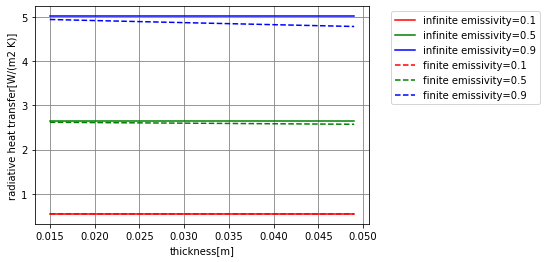 5
4
3
2
1
radiative heat transfer[W/(m2 K)]
0.015 0.020 0.025 0.030 0.035 0.040 0.045 0.050
thickness[m]
infinite emissivity=0.1
infinite emissivity=0.5
infinite emissivity=0.9
finite emissivity=0.1
finite emissivity=0.5
finite emissivity=0.9